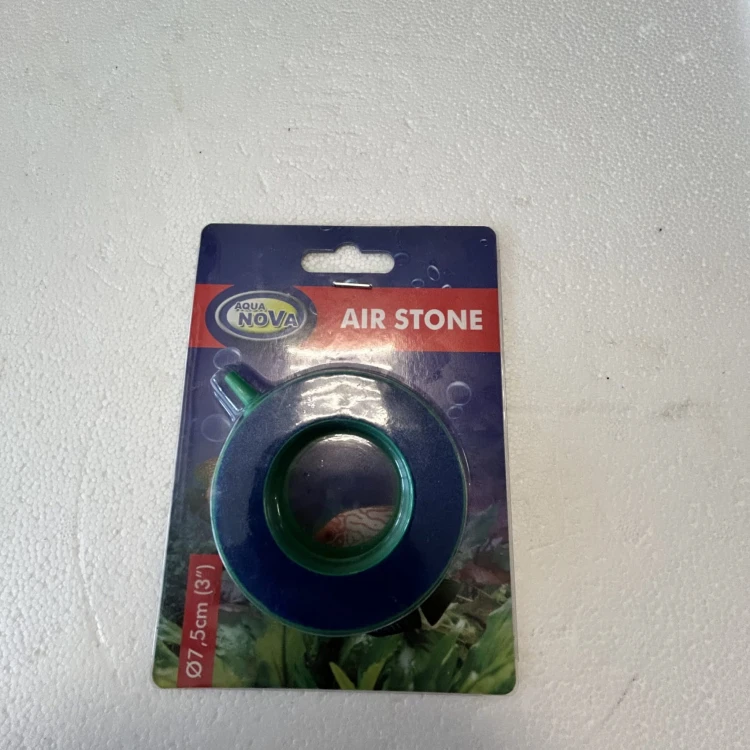 AQUA
NOVA
AIR STONE
Ø7,5cm (3")